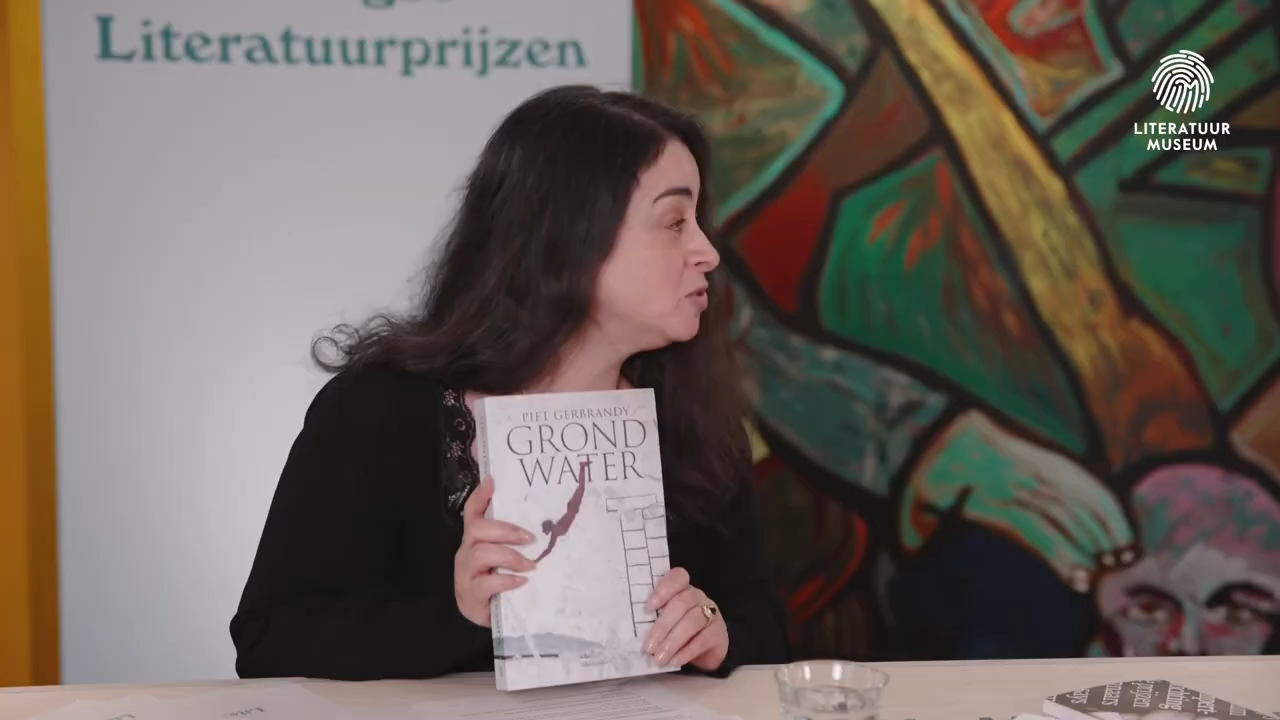 Literatuurprijzen
LITERATUUR
MUSEUM
PIET GERBRANDY
GROND
WATER